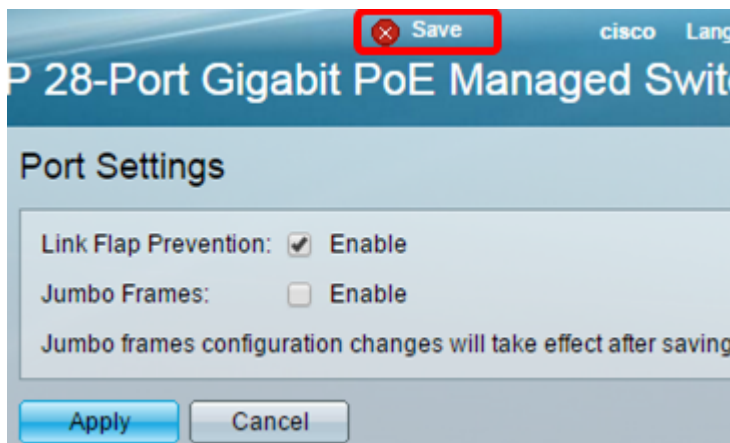 Save cisco
P 28-Port Gigabit PoE Managed
Port Settings
Link Flap Prevention: Enable
Jumbo Frames: Enable
Jumbo frames configuration changes will take effect after saving
Apply Cancel